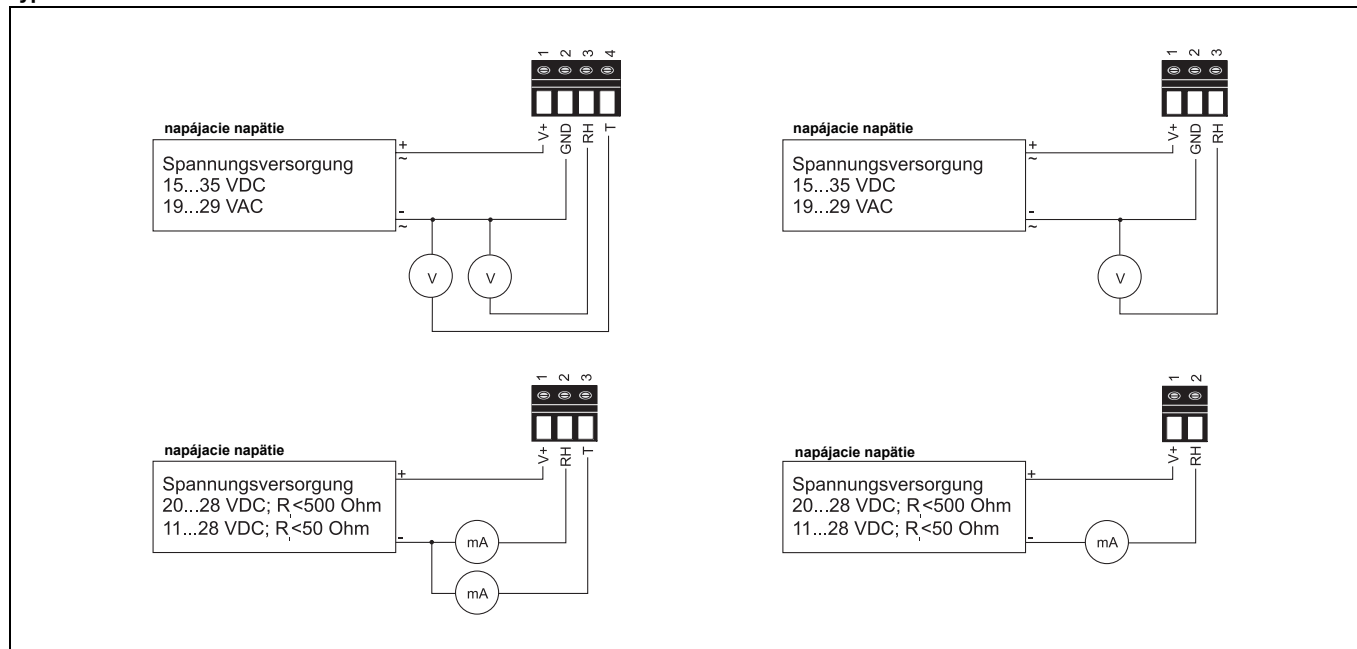 1 2 3 4
napájacie napätie
Spannungsversorgung
15...35 VDC
19...29 VAC
+
~
-
~
V+
GND
RH
T
V
V
1 2 3
napájacie napätie
Spannungsversorgung
15...35 VDC
19...29 VAC
+
~
-
~
V+
GND
RH
V
1 2 3
napájacie napätie
Spannungsversorgung
20...28 VDC; R<500 Ohm
11...28 VDC; R<50 Ohm
+
-
V+
RH
T
mA
mA
1 2
napájacie napätie
Spannungsversorgung
20...28 VDC; R<500 Ohm
11...28 VDC; R<50 Ohm
+
-
V+
RH
mA